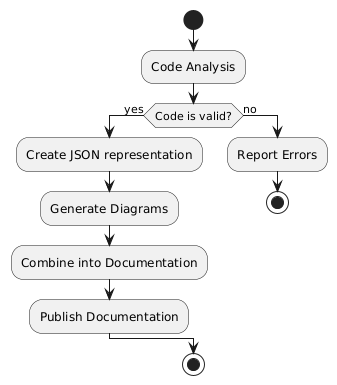 Code Analysis
Code is valid?
yes
no
Create JSON representation
Report Errors
Generate Diagrams
Combine into Documentation
Publish Documentation